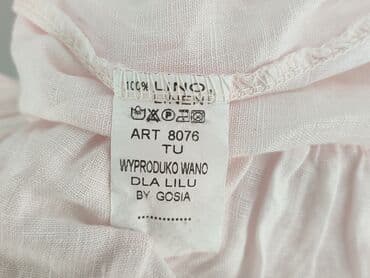 100% LINO
LINEN
ART 8076
TU
WYPRODUKO WANO
DLA LILU
BY GOSIA